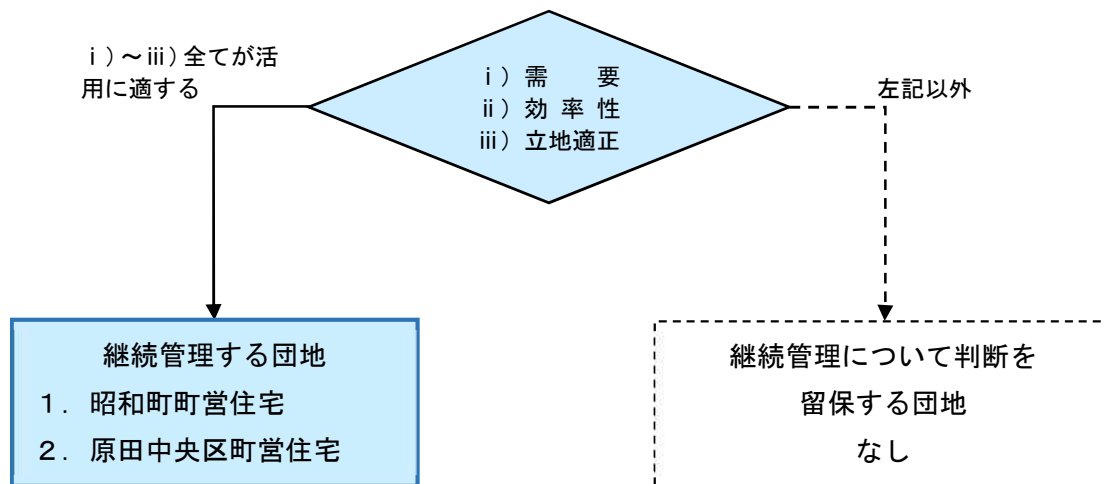 ⅰ）～ⅲ）全てが活
用に適する
ⅰ）需　　要
ⅱ）効 率 性
ⅲ）立地適正
左記以外
継続管理する団地
１．昭和町町営住宅
２．原田中央区町営住宅
継続管理について判断を
留保する団地
なし